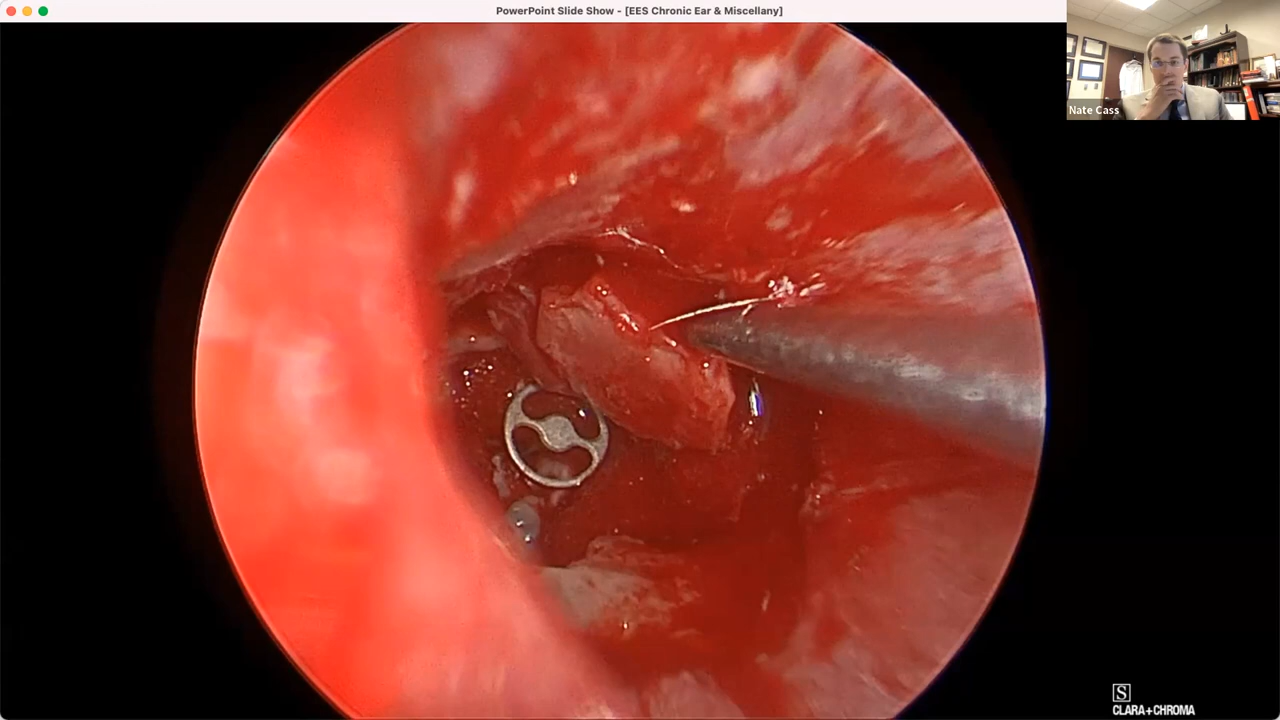 PowerPoint Slide Show - [EES Chronic Ear & Miscellany]
Nate Cass
S
CLARA+CHROMA